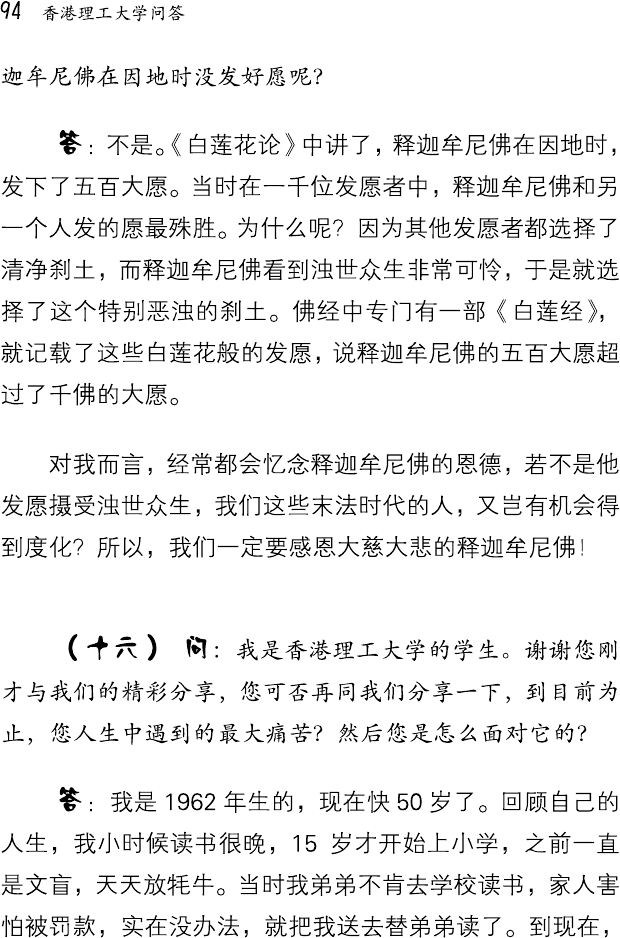 94 香港理工大学问答
迦牟尼佛在因地时没发好愿呢？
答：不是。《白莲花论》中讲了，释迦牟尼佛在因地时，
发下了五百大愿。当时在一千位发愿者中，释迦牟尼佛和另
一个人发的愿最殊胜。为什么呢？因为其他发愿者都选择了
清净刹土，而释迦牟尼佛看到浊世众生非常可怜，于是就选
择了这个特别恶浊的刹土。佛经中专门有一部《白莲经》，
就记载了这些白莲花般的发愿，说释迦牟尼佛的五百大愿超
过了千佛的大愿。
对我而言，经常都会忆念释迦牟尼佛的恩德，若不是他
发愿摄受浊世众生，我们这些末法时代的人，又岂有机会得
到度化？所以，我们一定要感恩大慈大悲的释迦牟尼佛！
（十六） 问：我是香港理工大学的学生。谢谢您刚
才与我们的精彩分享，您可否再同我们分享一下，到目前为
止，您人生中遇到的最大痛苦？然后您是怎么面对它的？
答：我是 1962 年生的，现在快 50 岁了。回顾自己的
人生，我小时候读书很晚，15 岁才开始上小学，之前一直
是文盲，天天放牦牛。当时我弟弟不肯去学校读书，家人害
怕被罚款，实在没办法，就把我送去替弟弟读了。到现在，